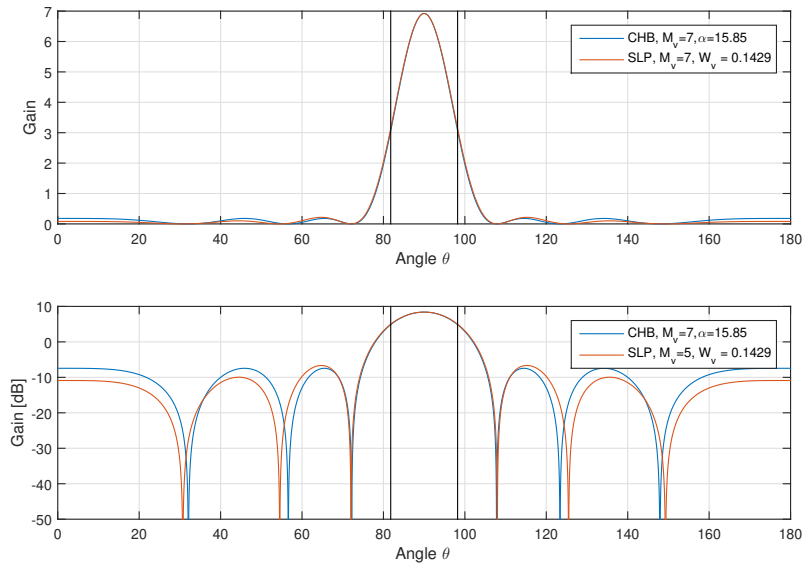 7
6
5
4
3
2
1
0
Gain
CHB, M_v=7,α=15.85
SLP, M_v=7, W_v = 0.1429
0 20 40 60 80 100 120 140 160 180
Angle θ
10
0
-10
-20
-30
-40
-50
Gain [dB]
CHB, M_v=7,α=15.85
SLP, M_v=5, W_v = 0.1429
0 20 40 60 80 100 120 140 160 180
Angle θ